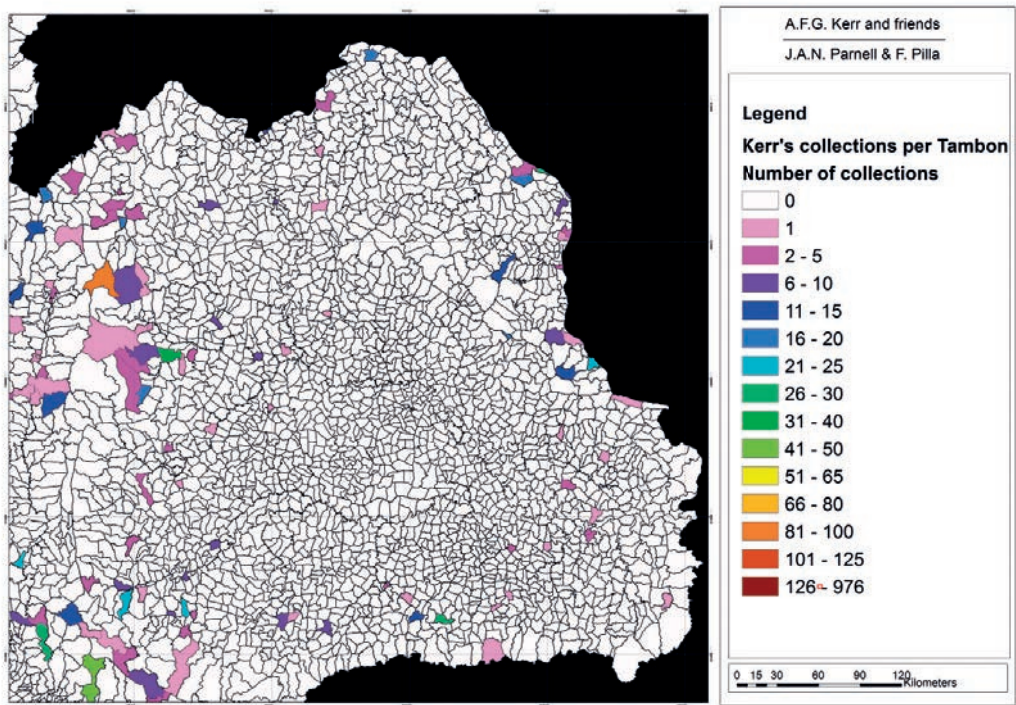 A.F.G. Kerr and friends
J.A.N. Parnell & F. Pilla
Legend
Kerr's collections per Tambon
Number of collections
0
1
2 - 5
6 - 10
11 - 15
16 - 20
21 - 25
26 - 30
31 - 40
41 - 50
51 - 65
66 - 80
81 - 100
101 - 125
126 - 976
0 15 30 60 90 120
Kilometers